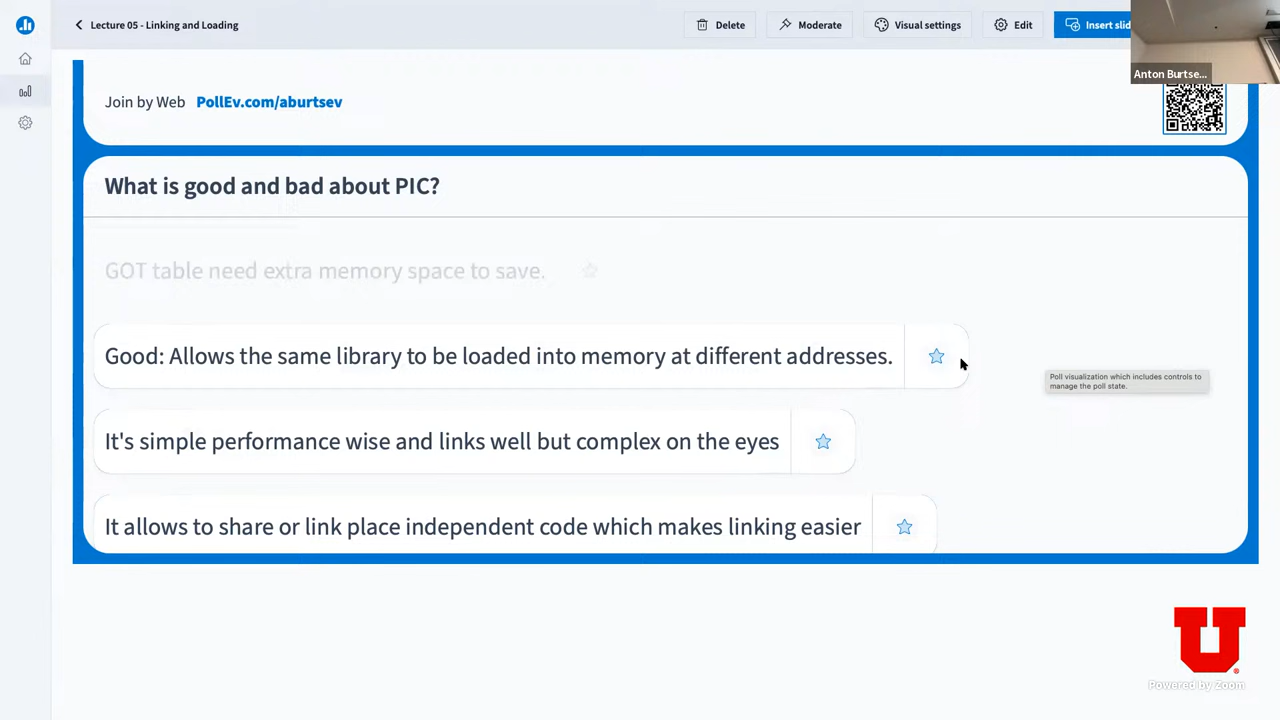 Lecture 05 - Linking and Loading
Delete
Moderate
Visual settings
Edit
Insert slid
Anton Burtse...
Join by Web PollEv.com/aburtsev
What is good and bad about PIC?
GOT table need extra memory space to save.
Good: Allows the same library to be loaded into memory at different addresses.
Poll visualization which includes controls to
manage the poll state.
It's simple performance wise and links well but complex on the eyes
It allows to share or link place independent code which makes linking easier
U
Powered by Zoom